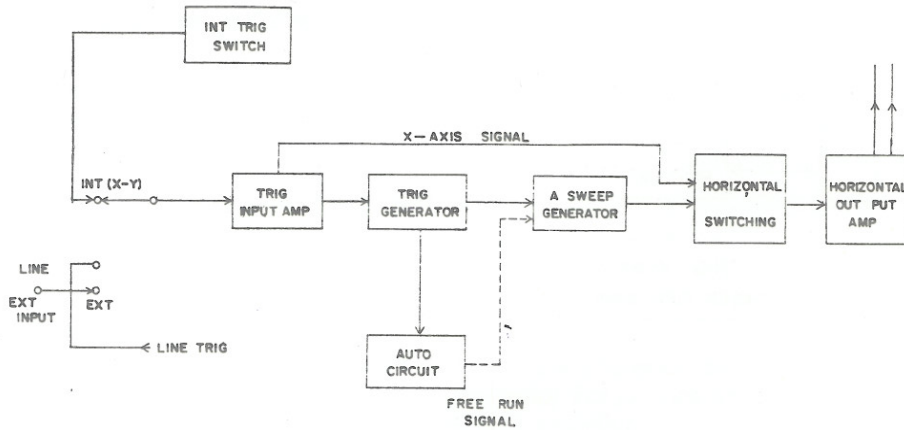 INT TRIG
SWITCH
X-AXIS SIGNAL
INT (X-Y)
TRIG
INPUT AMP
TRIG
GENERATOR
A SWEEP
GENERATOR
HORIZONTAL
SWITCHING
HORIZONTAL
OUT PUT
AMP
LINE
EXT
INPUT
EXT
LINE TRIG
AUTO
CIRCUIT
FREE RUN
SIGNAL